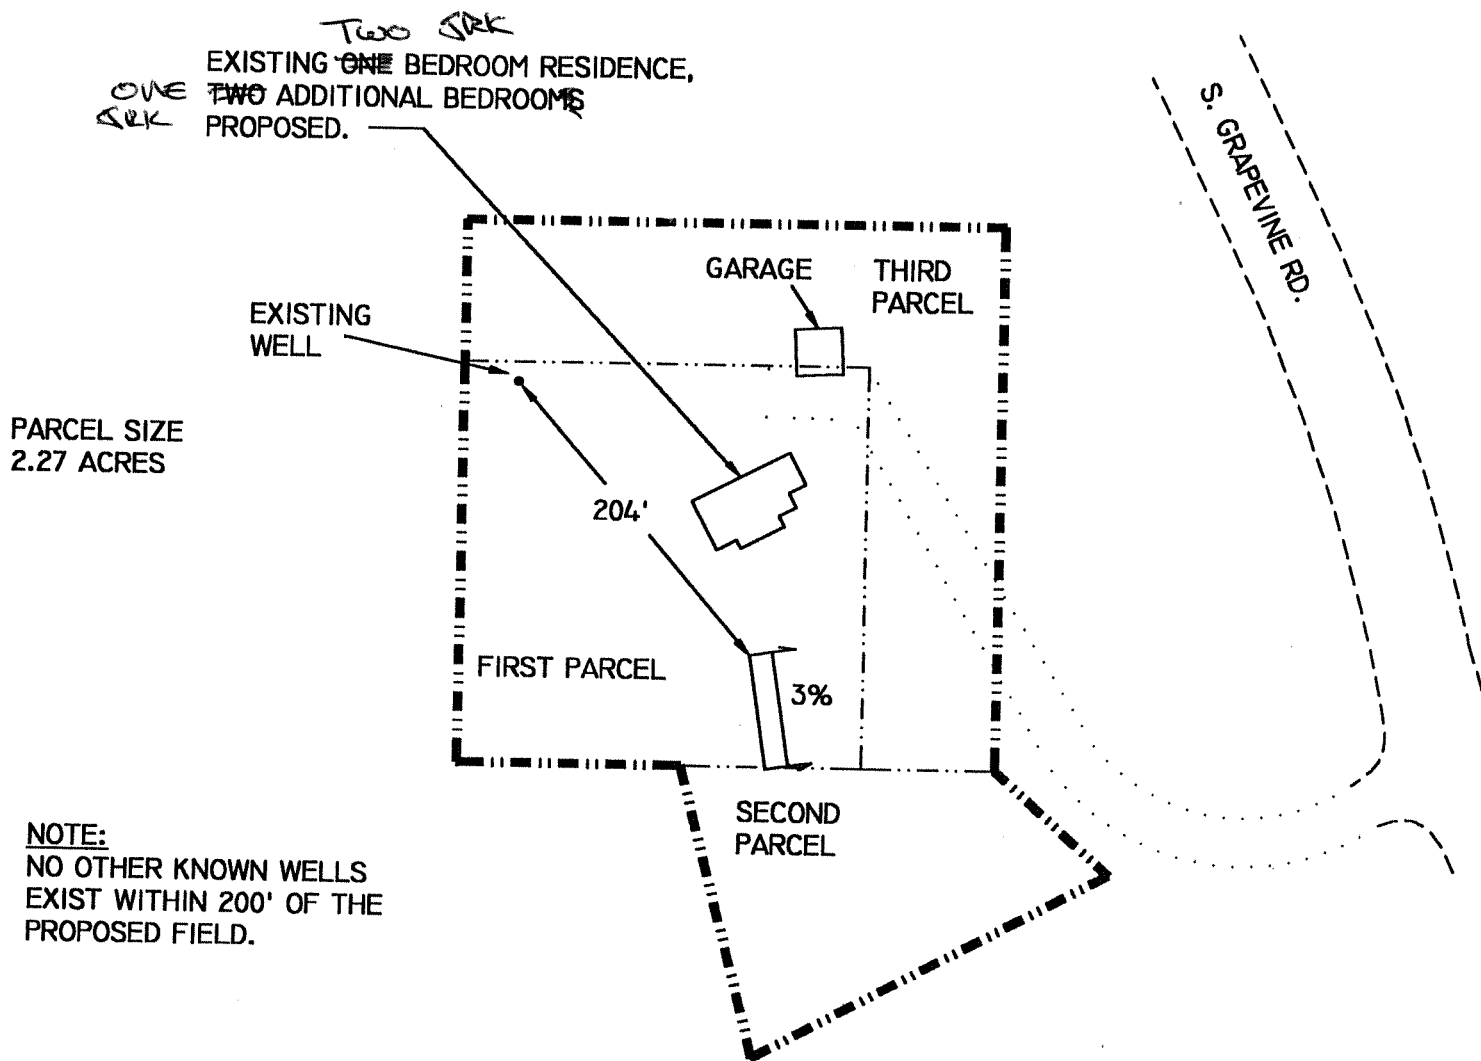 Two JRK
EXISTING ONE BEDROOM RESIDENCE,
ONE TWO ADDITIONAL BEDROOMS
JRK PROPOSED.
S. GRAPEVINE RD.
GARAGE
THIRD
PARCEL
EXISTING
WELL
PARCEL SIZE
2.27 ACRES
204'
FIRST PARCEL
3%
SECOND
PARCEL
NOTE:
NO OTHER KNOWN WELLS
EXIST WITHIN 200' OF THE
PROPOSED FIELD.